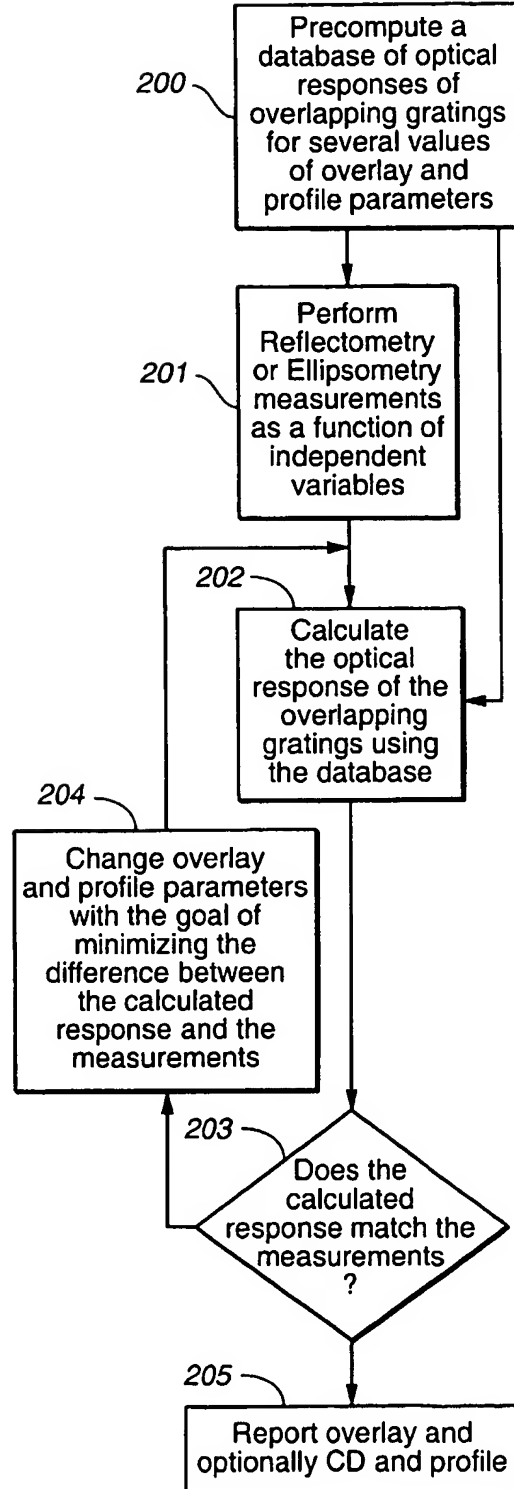 200
Precompute a
database of optical
responses of
overlapping gratings
for several values
of overlay and
profile parameters
201
Perform
Reflectometry
or Ellipsometry
measurements
as a function of
independent
variables
202
Calculate
the optical
response of the
overlapping
gratings using
the database
204
Change overlay
and profile parameters
with the goal of
minimizing the
difference between
the calculated
response and the
measurements
203
Does the
calculated
response match the
measurements
?
205
Report overlay and
optionally CD and profile